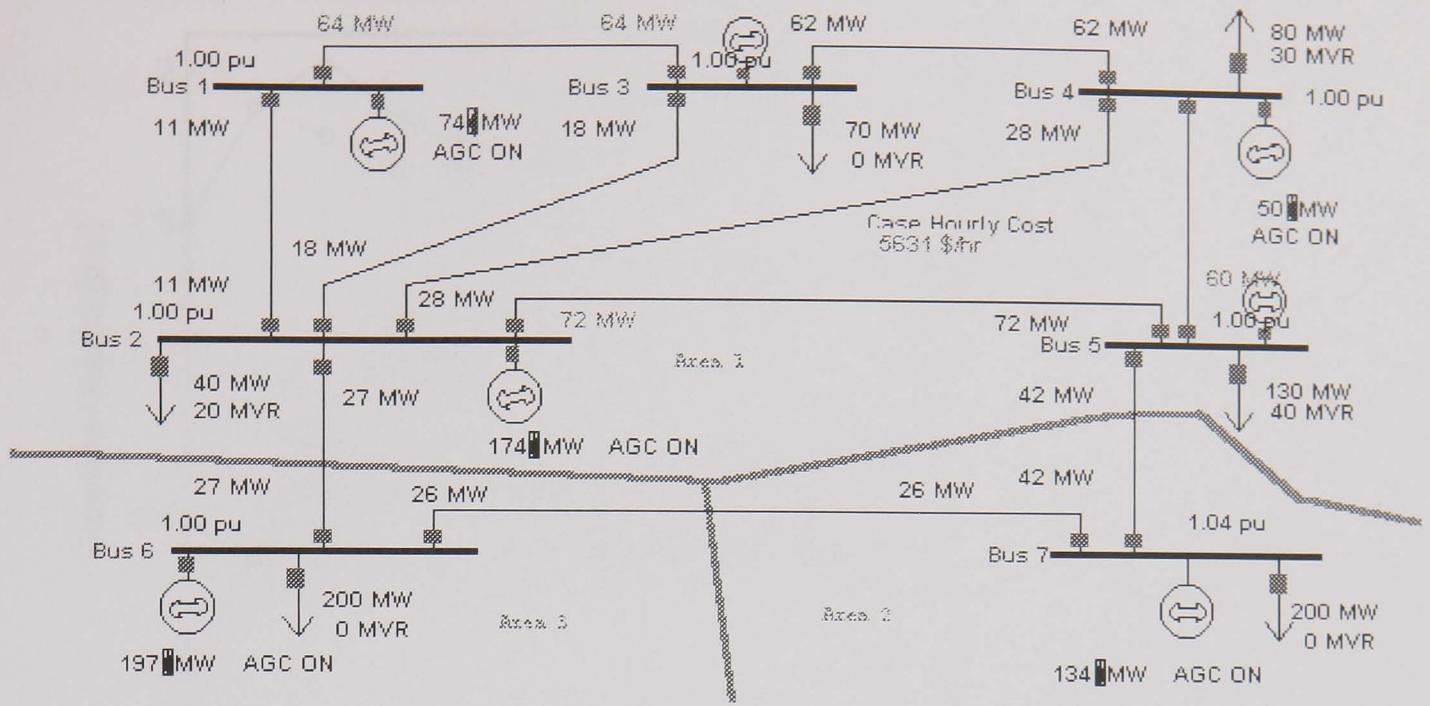 64 MW
64 MW
62 MW
62 MW
80 MW
30 MVR
1.00 pu
Bus 1
1.00 pu
Bus 3
Bus 4
1.00 pu
11 MW
74 MW
AGC ON
18 MW
70 MW
0 MVR
28 MW
50 MW
AGC ON
Case Hourly Cost
5631 $/hr
18 MW
11 MW
28 MW
60 MW
1.00 pu
Bus 2
72 MW
72 MW
1.00 pu
Bus 5
Area 1
40 MW
20 MVR
27 MW
42 MW
130 MW
40 MVR
174 MW AGC ON
27 MW
26 MW
26 MW
42 MW
1.00 pu
Bus 6
1.04 pu
Bus 7
200 MW
0 MVR
Area 3
Area 2
200 MW
0 MVR
197 MW AGC ON
134 MW AGC ON